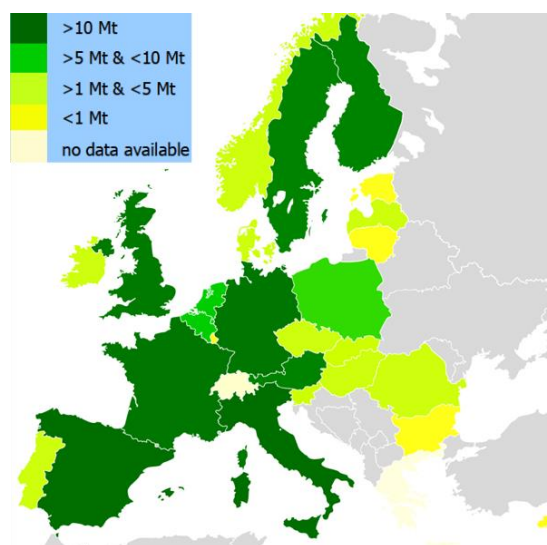 >10 Mt
>5 Mt & <10 Mt
>1 Mt & <5 Mt
<1 Mt
no data available